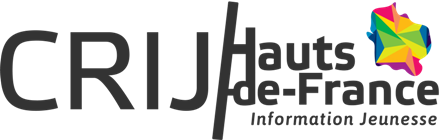 CRIJ
Hauts
-de-France
Information Jeunesse